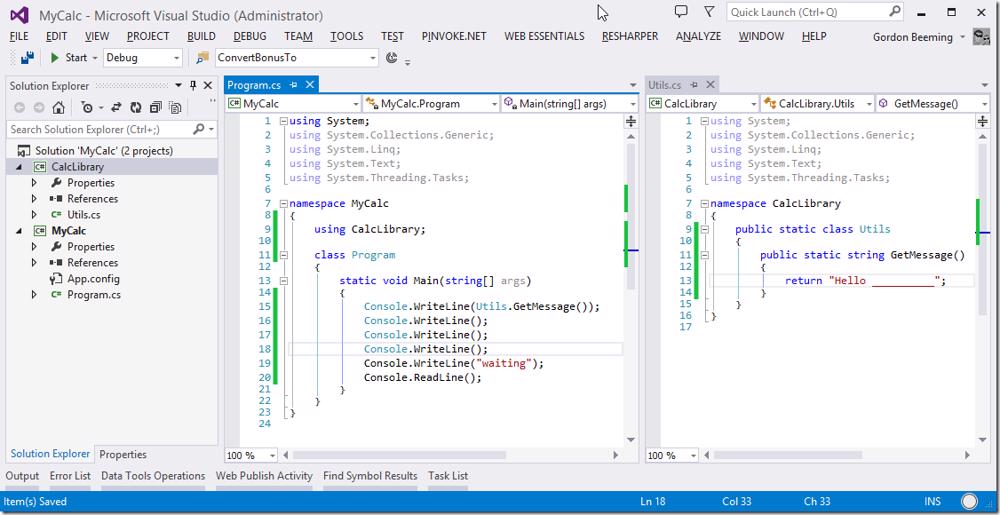 MyCalc - Microsoft Visual Studio (Administrator)
Quick Launch (Ctrl+Q)
FILE EDIT VIEW PROJECT BUILD DEBUG TEAM TOOLS TEST PINVOKE.NET WEB ESSENTIALS RESHARPER ANALYZE WINDOW HELP Gordon Beeming
Start Debug ConvertBonusTo
Solution Explorer
Search Solution Explorer (Ctrl+;)
Solution 'MyCalc' (2 projects)
C# CalcLibrary
Properties
References
C# Utils.cs
C# MyCalc
Properties
References
App.config
C# Program.cs
Solution Explorer Properties
Program.cs
C# MyCalc MyCalc.Program Main(string[] args)
1 using System;
2 using System.Collections.Generic;
3 using System.Linq;
4 using System.Text;
5 using System.Threading.Tasks;
6
7 namespace MyCalc
8 {
9 using CalcLibrary;
10
11 class Program
12 {
13 static void Main(string[] args)
14 {
15 Console.WriteLine(Utils.GetMessage());
16 Console.WriteLine();
17 Console.WriteLine();
18 Console.WriteLine();
19 Console.WriteLine("waiting");
20 Console.ReadLine();
21 }
22 }
23 }
24
100 %
Utils.cs
C# CalcLibrary CalcLibrary.Utils GetMessage()
1 using System;
2 using System.Collections.Generic;
3 using System.Linq;
4 using System.Text;
5 using System.Threading.Tasks;
6
7 namespace CalcLibrary
8 {
9 public static class Utils
10 {
11 public static string GetMessage()
12 {
13 return "Hello __________";
14 }
15 }
16 }
17
100 %
Output Error List Data Tools Operations Web Publish Activity Find Symbol Results Task List
Item(s) Saved Ln 18 Col 33 Ch 33 INS